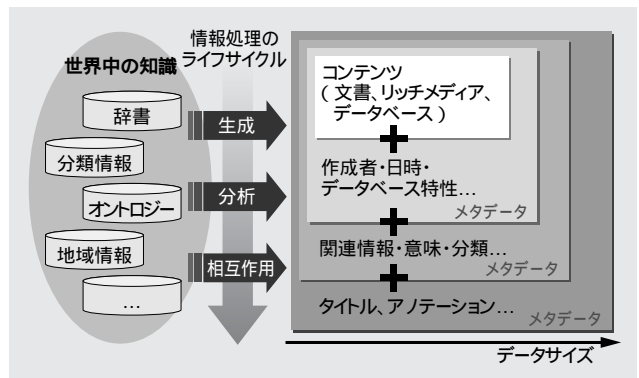 世界中の知識
辞書
分類情報
オントロジー
地域情報
…
情報処理の
ライフサイクル
生成
分析
相互作用
コンテンツ
(文書、リッチメディア、
データベース)
+
作成者・日時・
データベース特性…
メタデータ
+
関連情報・意味・分類…
メタデータ
+
タイトル、アノテーション…
メタデータ
データサイズ